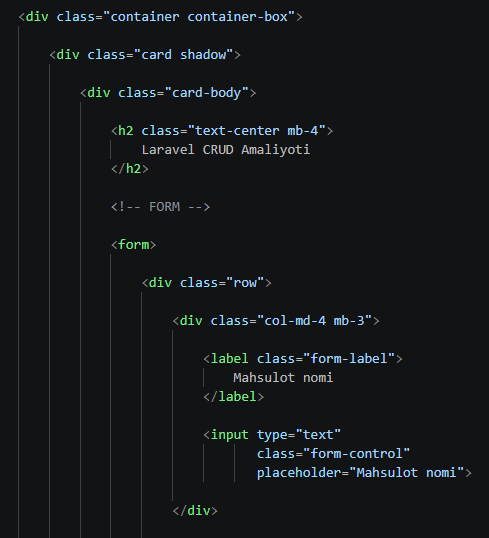 <div class="container container-box">
<div class="card shadow">
<div class="card-body">
<h2 class="text-center mb-4">
Laravel CRUD Amaliyoti
</h2>
<!-- FORM -->
<form>
<div class="row">
<div class="col-md-4 mb-3">
<label class="form-label">
Mahsulot nomi
</label>
<input type="text"
class="form-control"
placeholder="Mahsulot nomi">
</div>